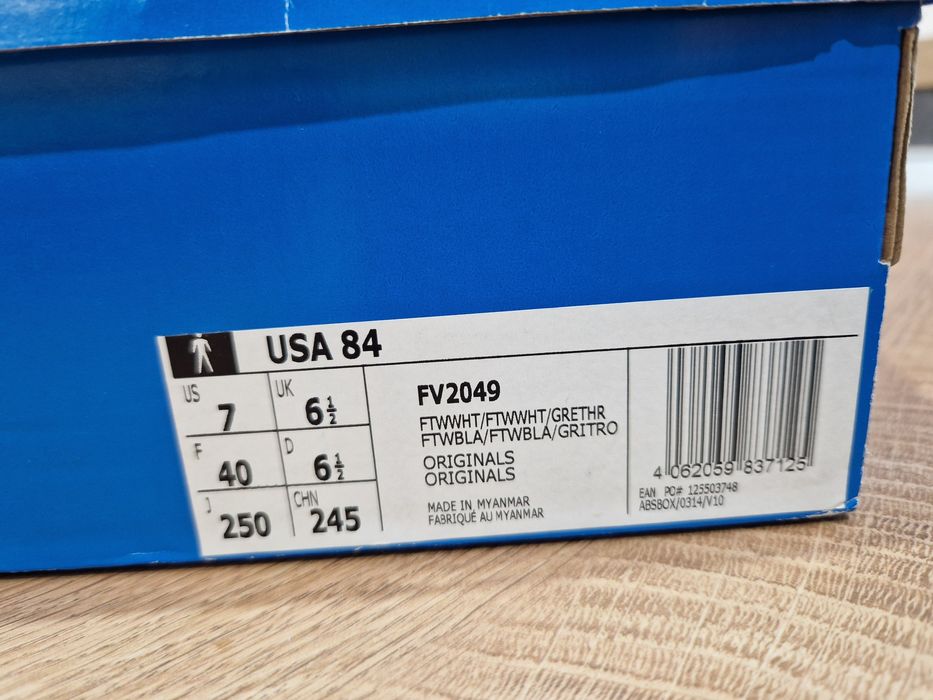 USA 84
US 7 UK 6½
F 40 D 6½
J 250 CHN 245
FV2049
FTWWHT/FTWWHT/GRETHR
FTWBLA/FTWBLA/GRITRO
ORIGINALS
ORIGINALS
MADE IN MYANMAR
FABRIQUÉ AU MYANMAR
4 062059 837125
EAN PO# 125503748
ABSBOX/0314/V10